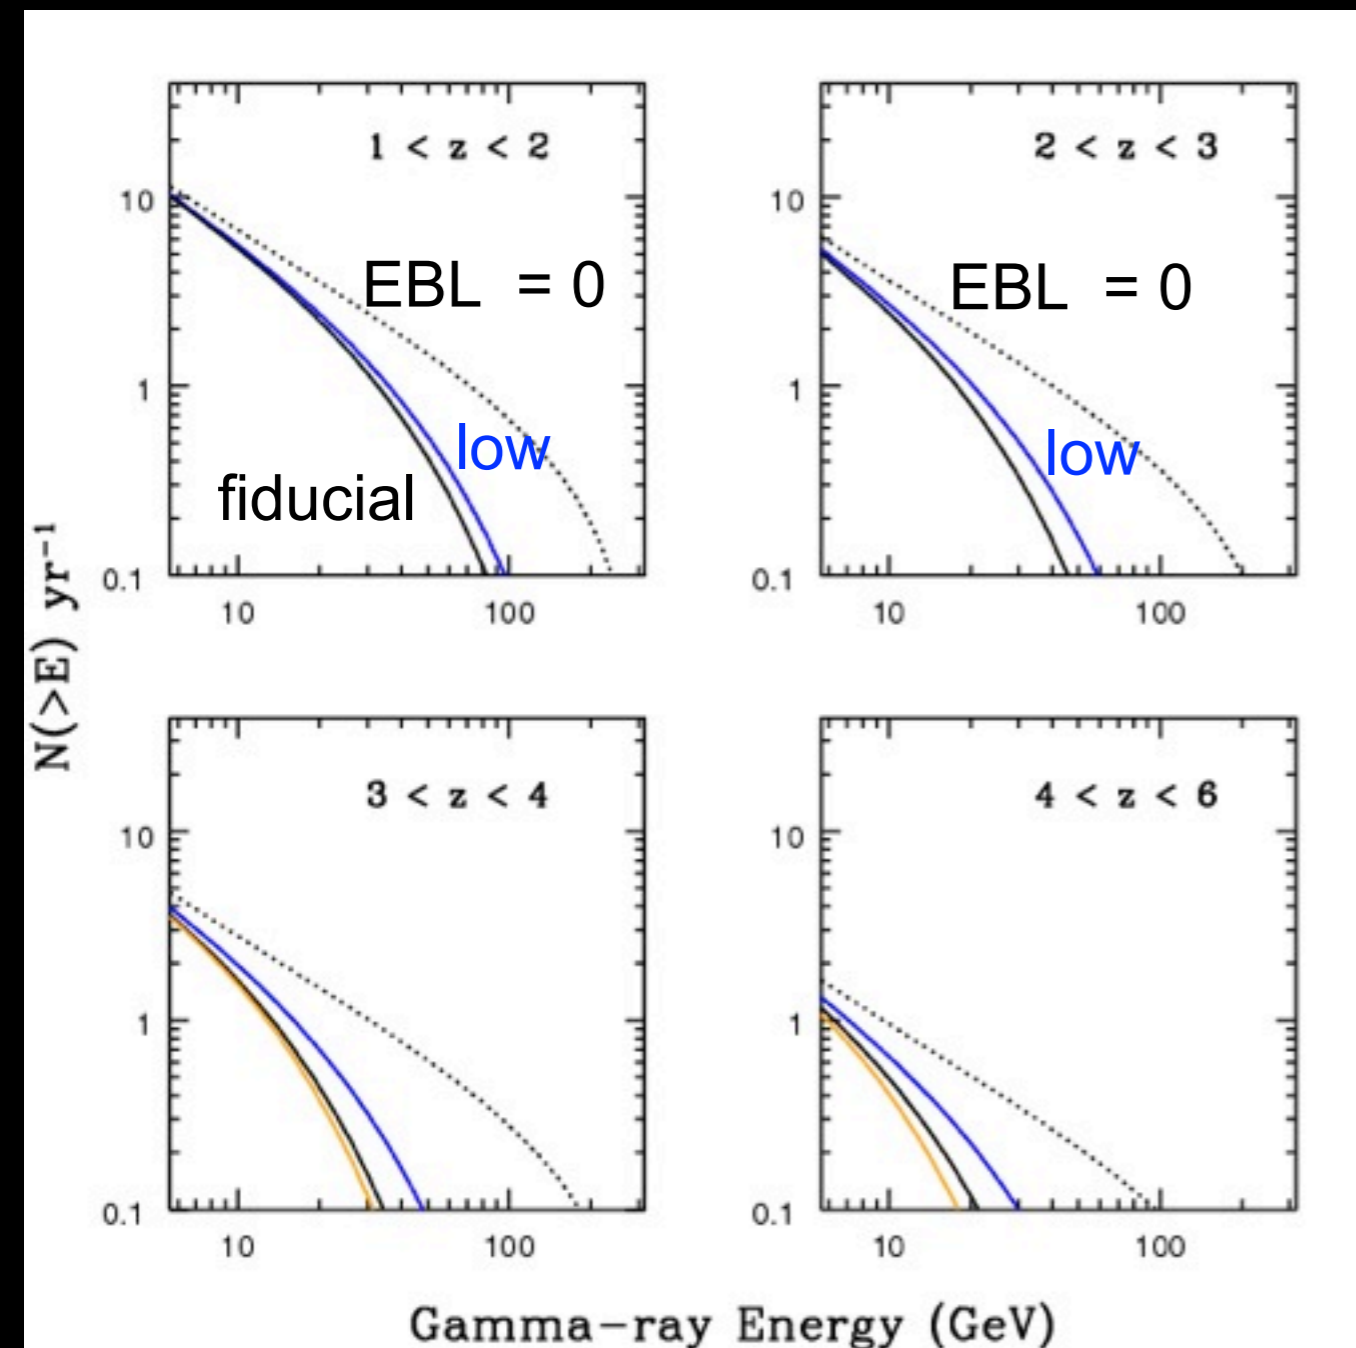 1 < z < 2
10
EBL = 0
1
low
fiducial
0.1
10 100
2 < z < 3
10
EBL = 0
1
low
0.1
10 100
N(>E) yr⁻¹
3 < z < 4
10
1
0.1
10 100
4 < z < 6
10
1
0.1
10 100
Gamma-ray Energy (GeV)